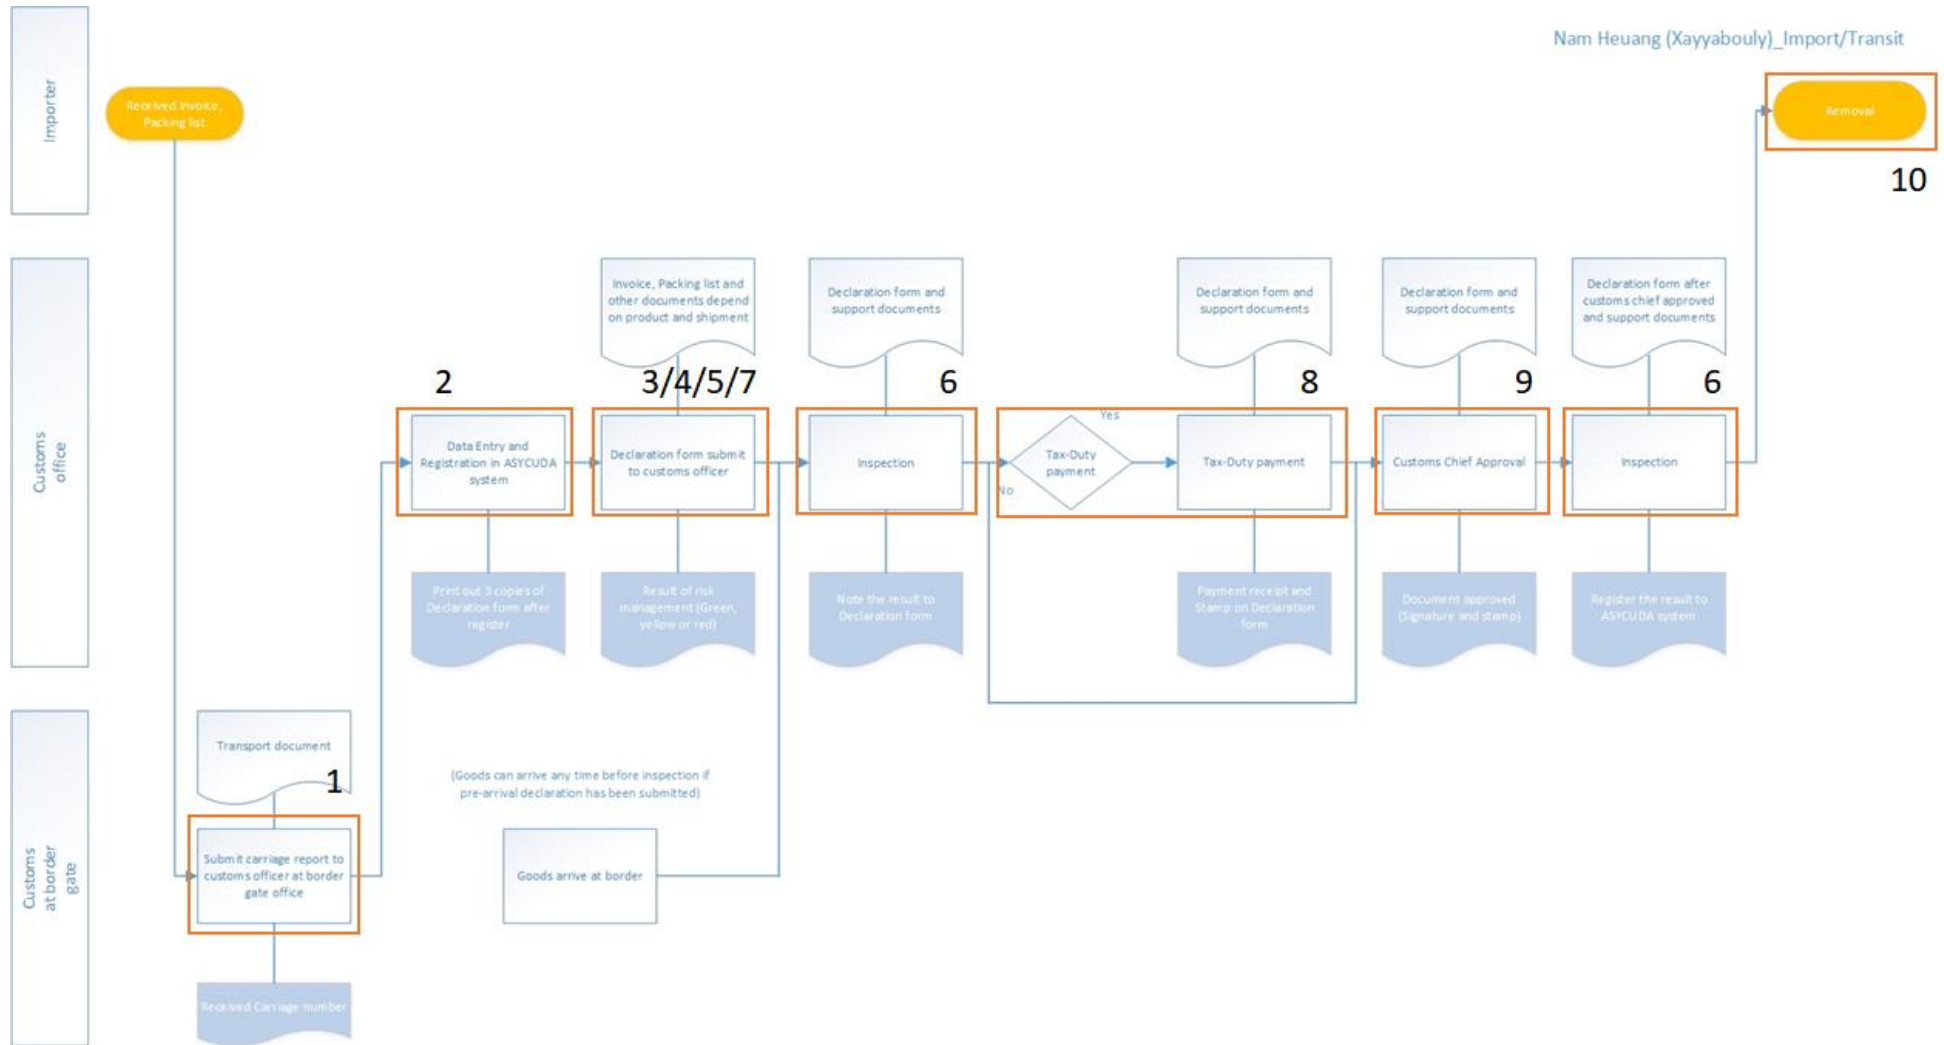 Nam Heuang (Xayyabouly)_Import/Transit
Importer
Received Invoice,
Packing list
Removal
10
Customs
office
Invoice, Packing list and
other documents depend
on product and shipment
Declaration form and
support documents
Declaration form and
support documents
Declaration form and
support documents
Declaration form after
customs chief approved
and support documents
2
3/4/5/7
6
8
9
6
Data Entry and
Registration in ASYCUDA
system
Declaration form submit
to customs officer
Inspection
Yes
Tax-Duty
payment
No
Tax-Duty payment
Customs Chief Approval
Inspection
Print out 3 copies of
Declaration form after
register
Result of risk
management (Green,
yellow or red)
Note the result to
Declaration form
Payment receipt and
Stamp on Declaration
form
Document approved
(Signature and stamp)
Register the result to
ASYCUDA system
Customs
at border
gate
Transport document
1
(Goods can arrive any time before inspection if
pre-arrival declaration has been submitted)
Submit carriage report to
customs officer at border
gate office
Goods arrive at border
Received Carriage number